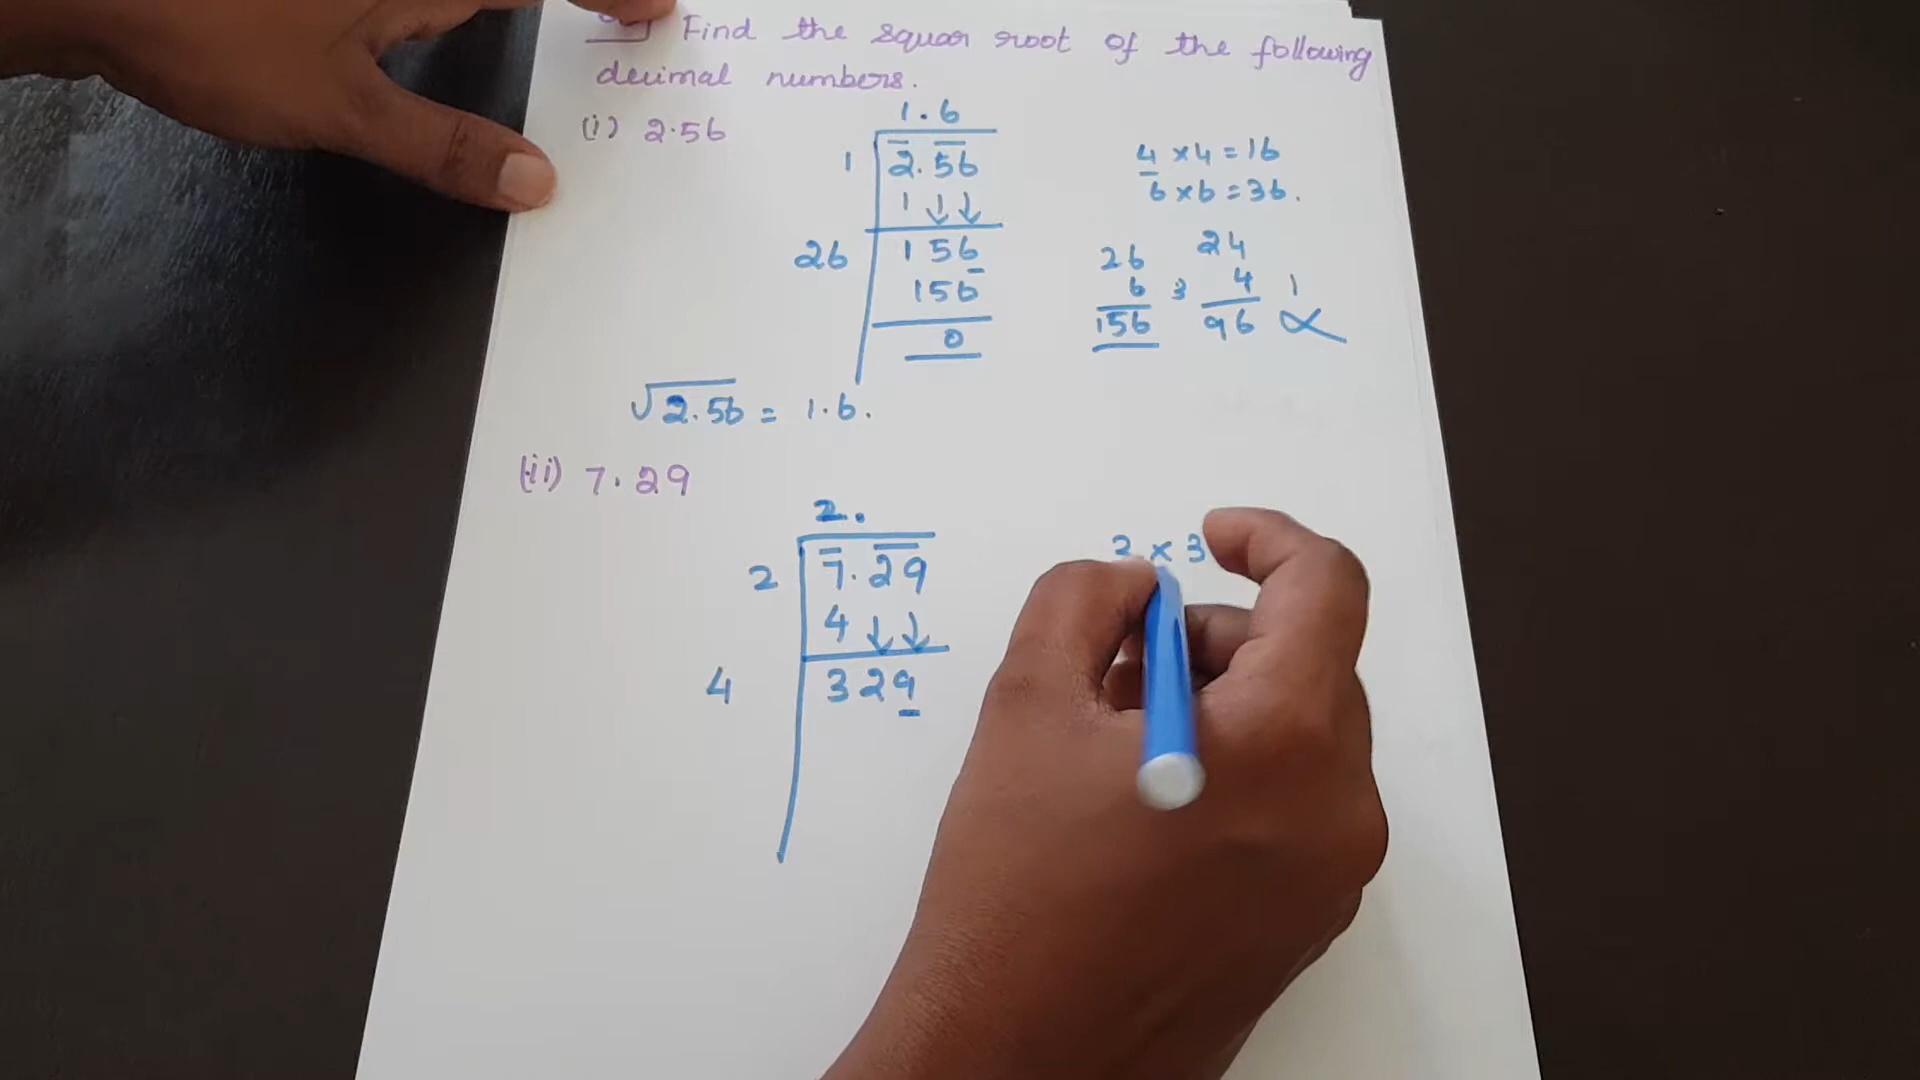 Find the squar root of the following
decimal numbers.
(i) 2.56
1.6
1 2.56
1
26 156
156
0
4 x 4 = 16
6 x 6 = 36.
26
6
156
24
4
96
√2.56 = 1.6.
(ii) 7.29
2.
2 7.29
4
4 329
3 x 3